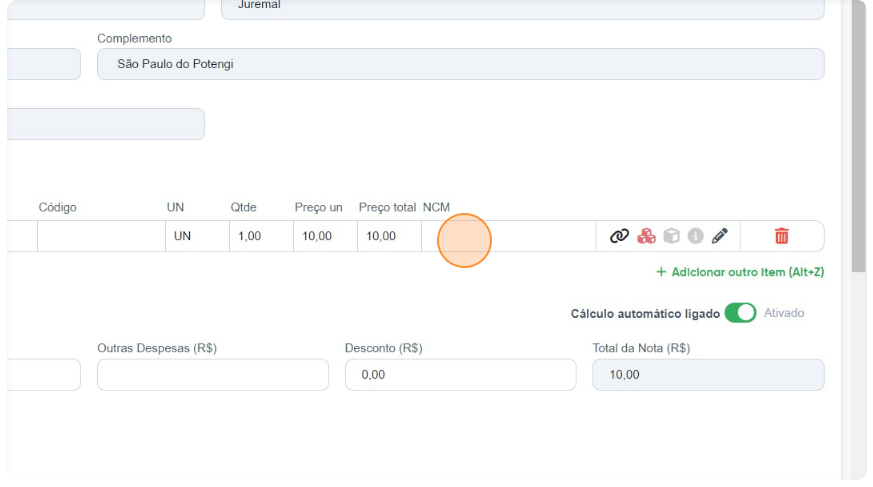 Juremal
Complemento
São Paulo do Potengi
Código UN Qtde Preço un Preço total NCM
UN 1,00 10,00 10,00
+ Adicionar outro item (Alt+Z)
Cálculo automático ligado Ativado
Outras Despesas (R$) Desconto (R$) Total da Nota (R$)
0,00 10,00